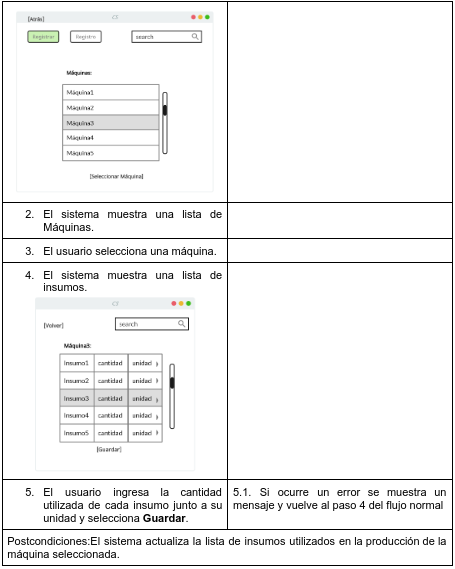 [Atrás]
CT
Registrar
Registro
search
Máquinas:
Máquina1
Máquina2
Máquina3
Máquina4
Máquina5
[Seleccionar Máquina]
2. El sistema muestra una lista de
Máquinas.
3. El usuario selecciona una máquina.
4. El sistema muestra una lista de
insumos.
CT
[Volver]
search
Máquina3:
Insumo1 cantidad unidad
Insumo2 cantidad unidad
Insumo3 cantidad unidad
Insumo4 cantidad unidad
Insumo5 cantidad unidad
[Guardar]
5. El usuario ingresa la cantidad
utilizada de cada insumo junto a su
unidad y selecciona Guardar.
5.1. Si ocurre un error se muestra un
mensaje y vuelve al paso 4 del flujo normal
Postcondiciones:El sistema actualiza la lista de insumos utilizados en la producción de la
máquina seleccionada.